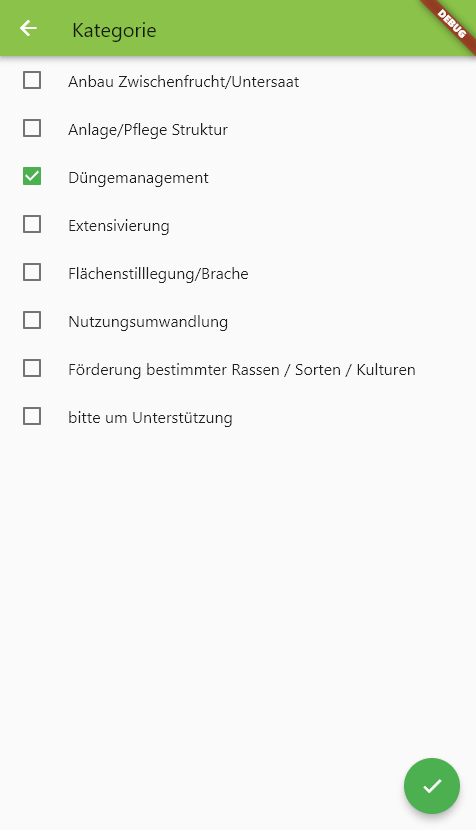 Kategorie
DEBUG
Anbau Zwischenfrucht/Untersaat
Anlage/Pflege Struktur
Düngemanagement
Extensivierung
Flächenstilllegung/Brache
Nutzungsumwandlung
Förderung bestimmter Rassen / Sorten / Kulturen
bitte um Unterstützung